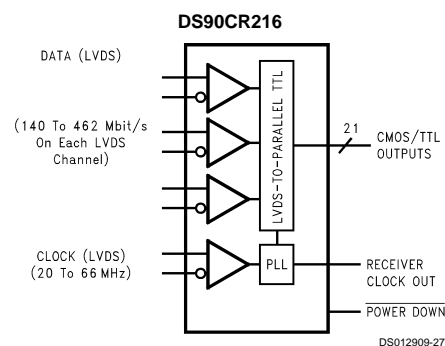 DS90CR216
DATA (LVDS)
(140 To 462 Mbit/s
On Each LVDS
Channel)
LVDS-TO-PARALLEL TTL
21
CMOS/TTL
OUTPUTS
CLOCK (LVDS)
(20 To 66 MHz)
PLL
RECEIVER
CLOCK OUT
POWER DOWN
DS012909-27